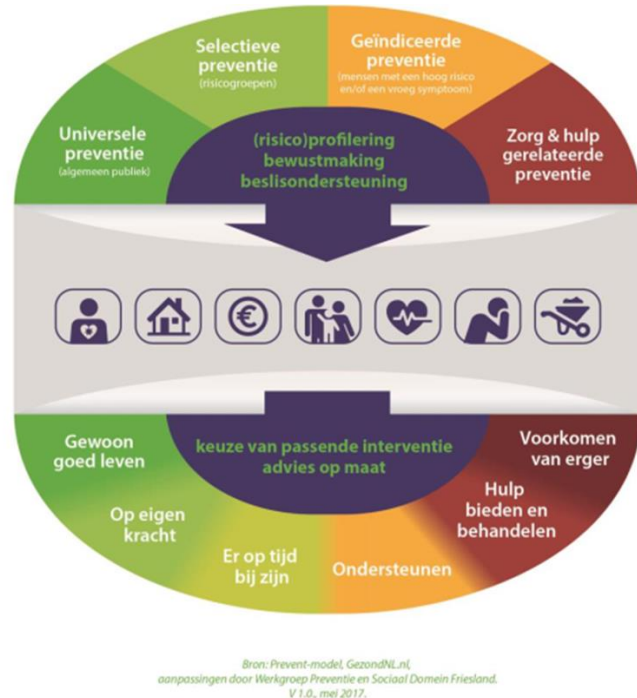 Selectieve
preventie
(risicogroepen)
Geïndiceerde
preventie
(mensen met een hoog risico
en/of een vroeg symptoom)
Universele
preventie
(algemeen publiek)
(risico)profilering
bewustmaking
beslisondersteuning
Zorg & hulp
gerelateerde
preventie
€
Gewoon
goed leven
keuze van passende interventie
advies op maat
Voorkomen
van erger
Op eigen
kracht
Hulp
bieden en
behandelen
Er op tijd
bij zijn
Ondersteunen
Bron: Prevent-model, GezondNL.nl,
aanpassingen door Werkgroep Preventie en Sociaal Domein Friesland.
V 1.0., mei 2017.